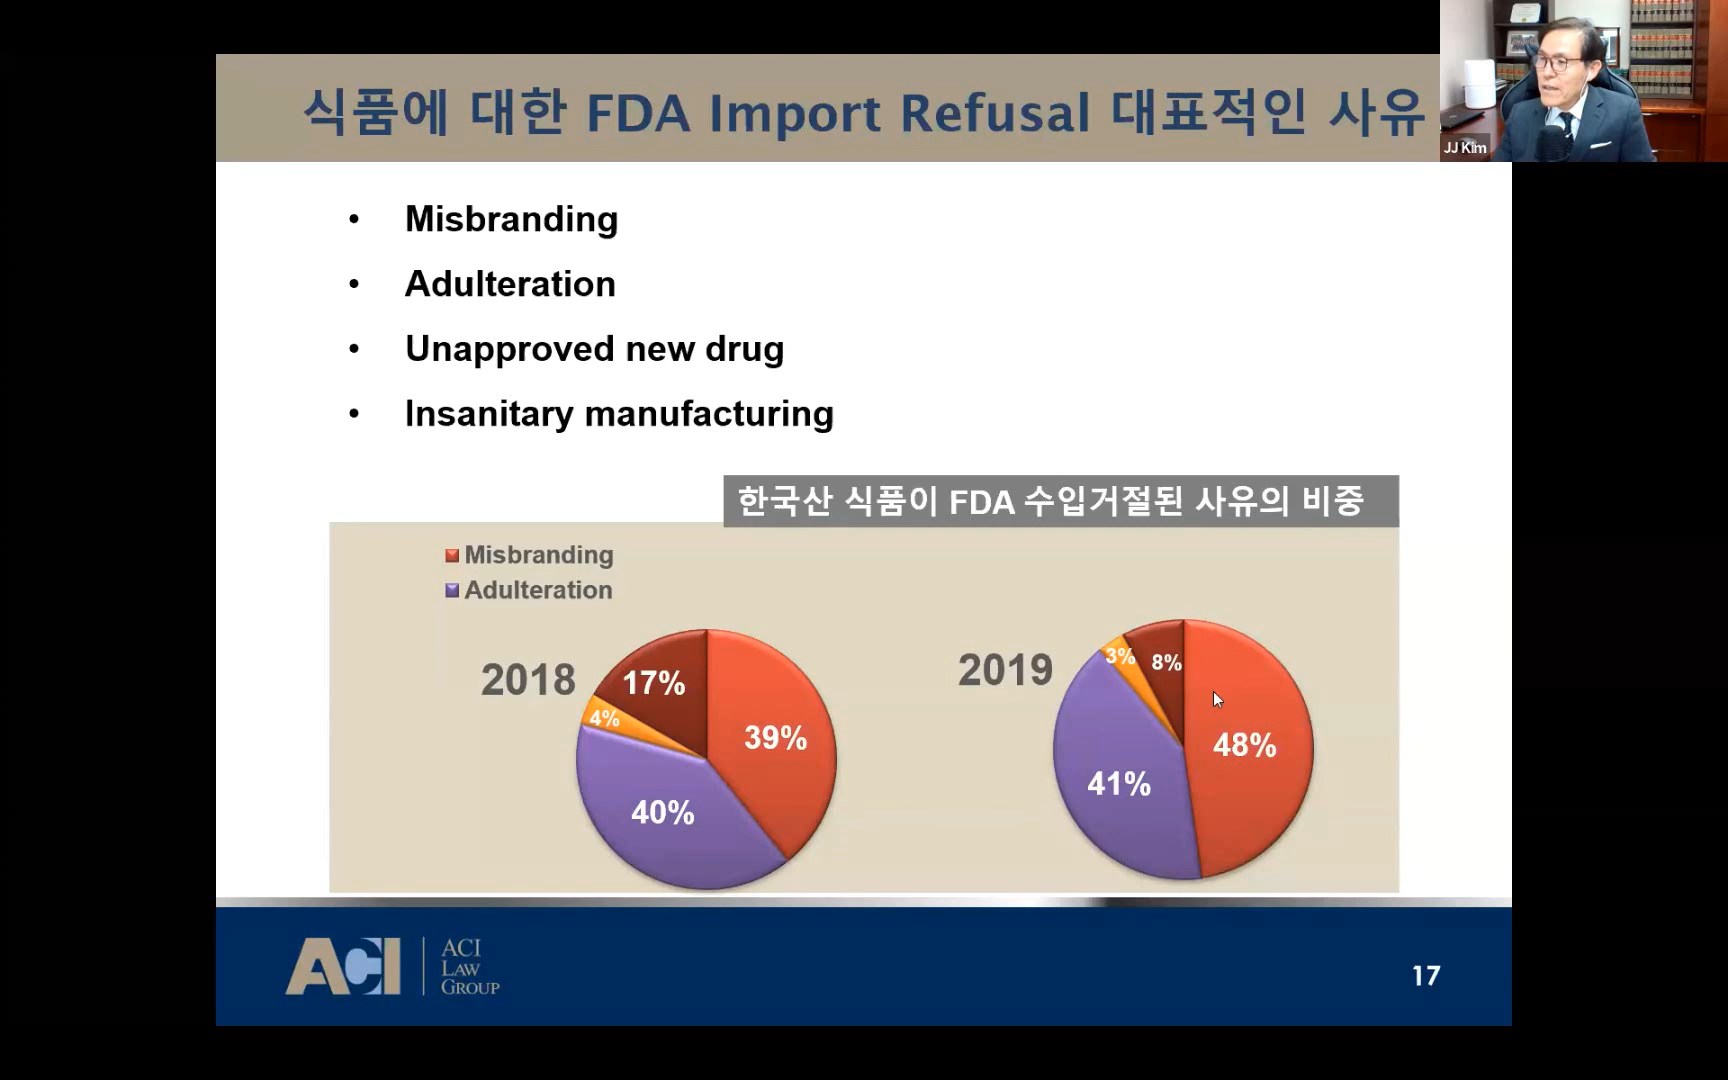 식품에 대한 FDA Import Refusal 대표적인 사유
JJ Kim
• Misbranding
• Adulteration
• Unapproved new drug
• Insanitary manufacturing
한국산 식품이 FDA 수입거절된 사유의 비중
Misbranding
Adulteration
2018
17%
4%
39%
40%
2019
3%
8%
48%
41%
ACI
ACI
LAW
GROUP
17